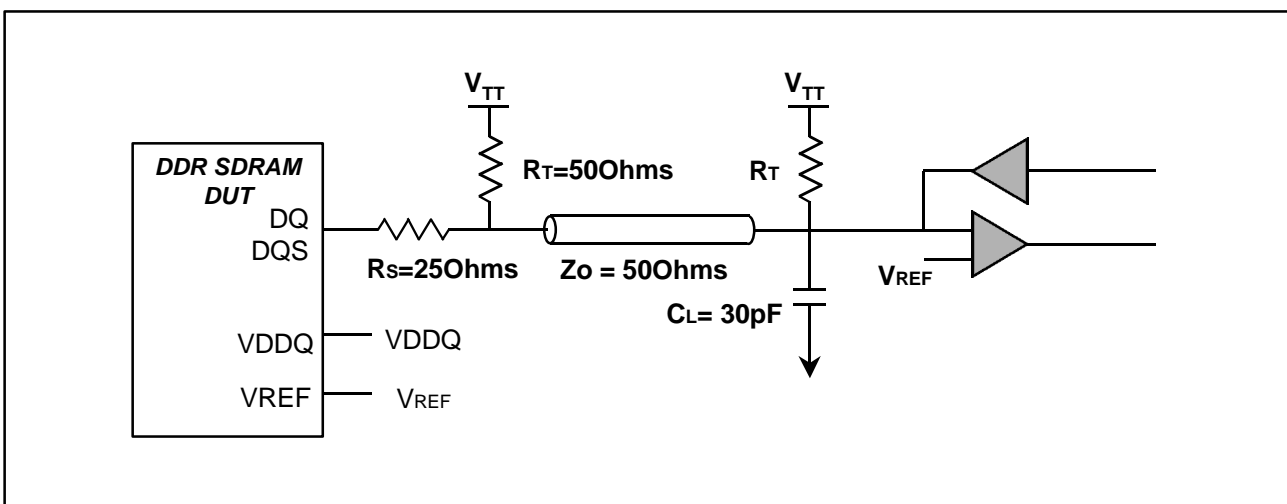 VTT
VTT
DDR SDRAM
DUT
RT=50Ohms
RT
DQ
DQS
RS=25Ohms
Zo = 50Ohms
VREF
CL= 30pF
VDDQ
VDDQ
VREF
VREF